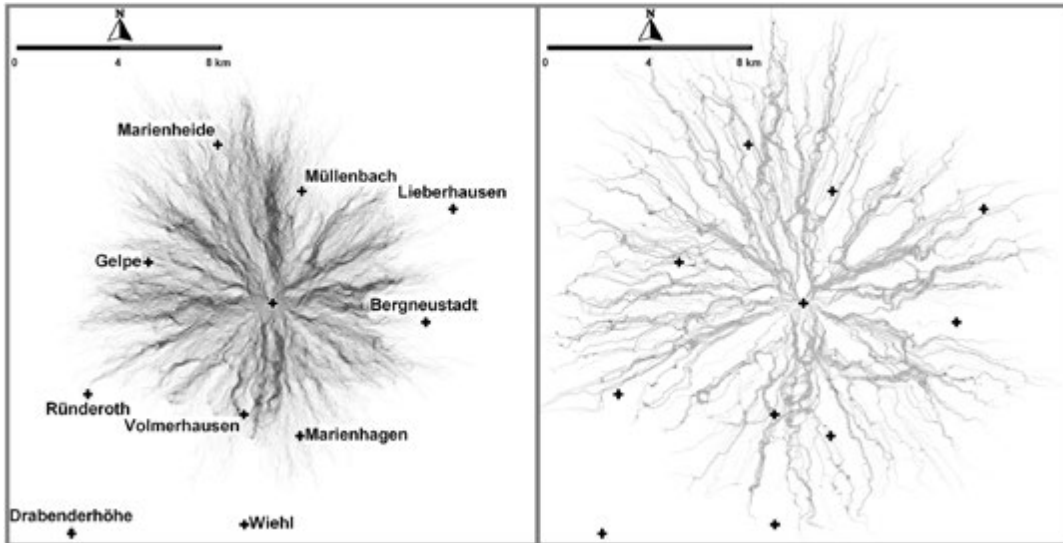 N
0 4 8 km
Marienheide
Müllenbach
Lieberhausen
Gelpe
Bergneustadt
Ründeroth
Volmerhausen
Marienhagen
Drabenderhöhe
Wiehl
N
0 4 8 km